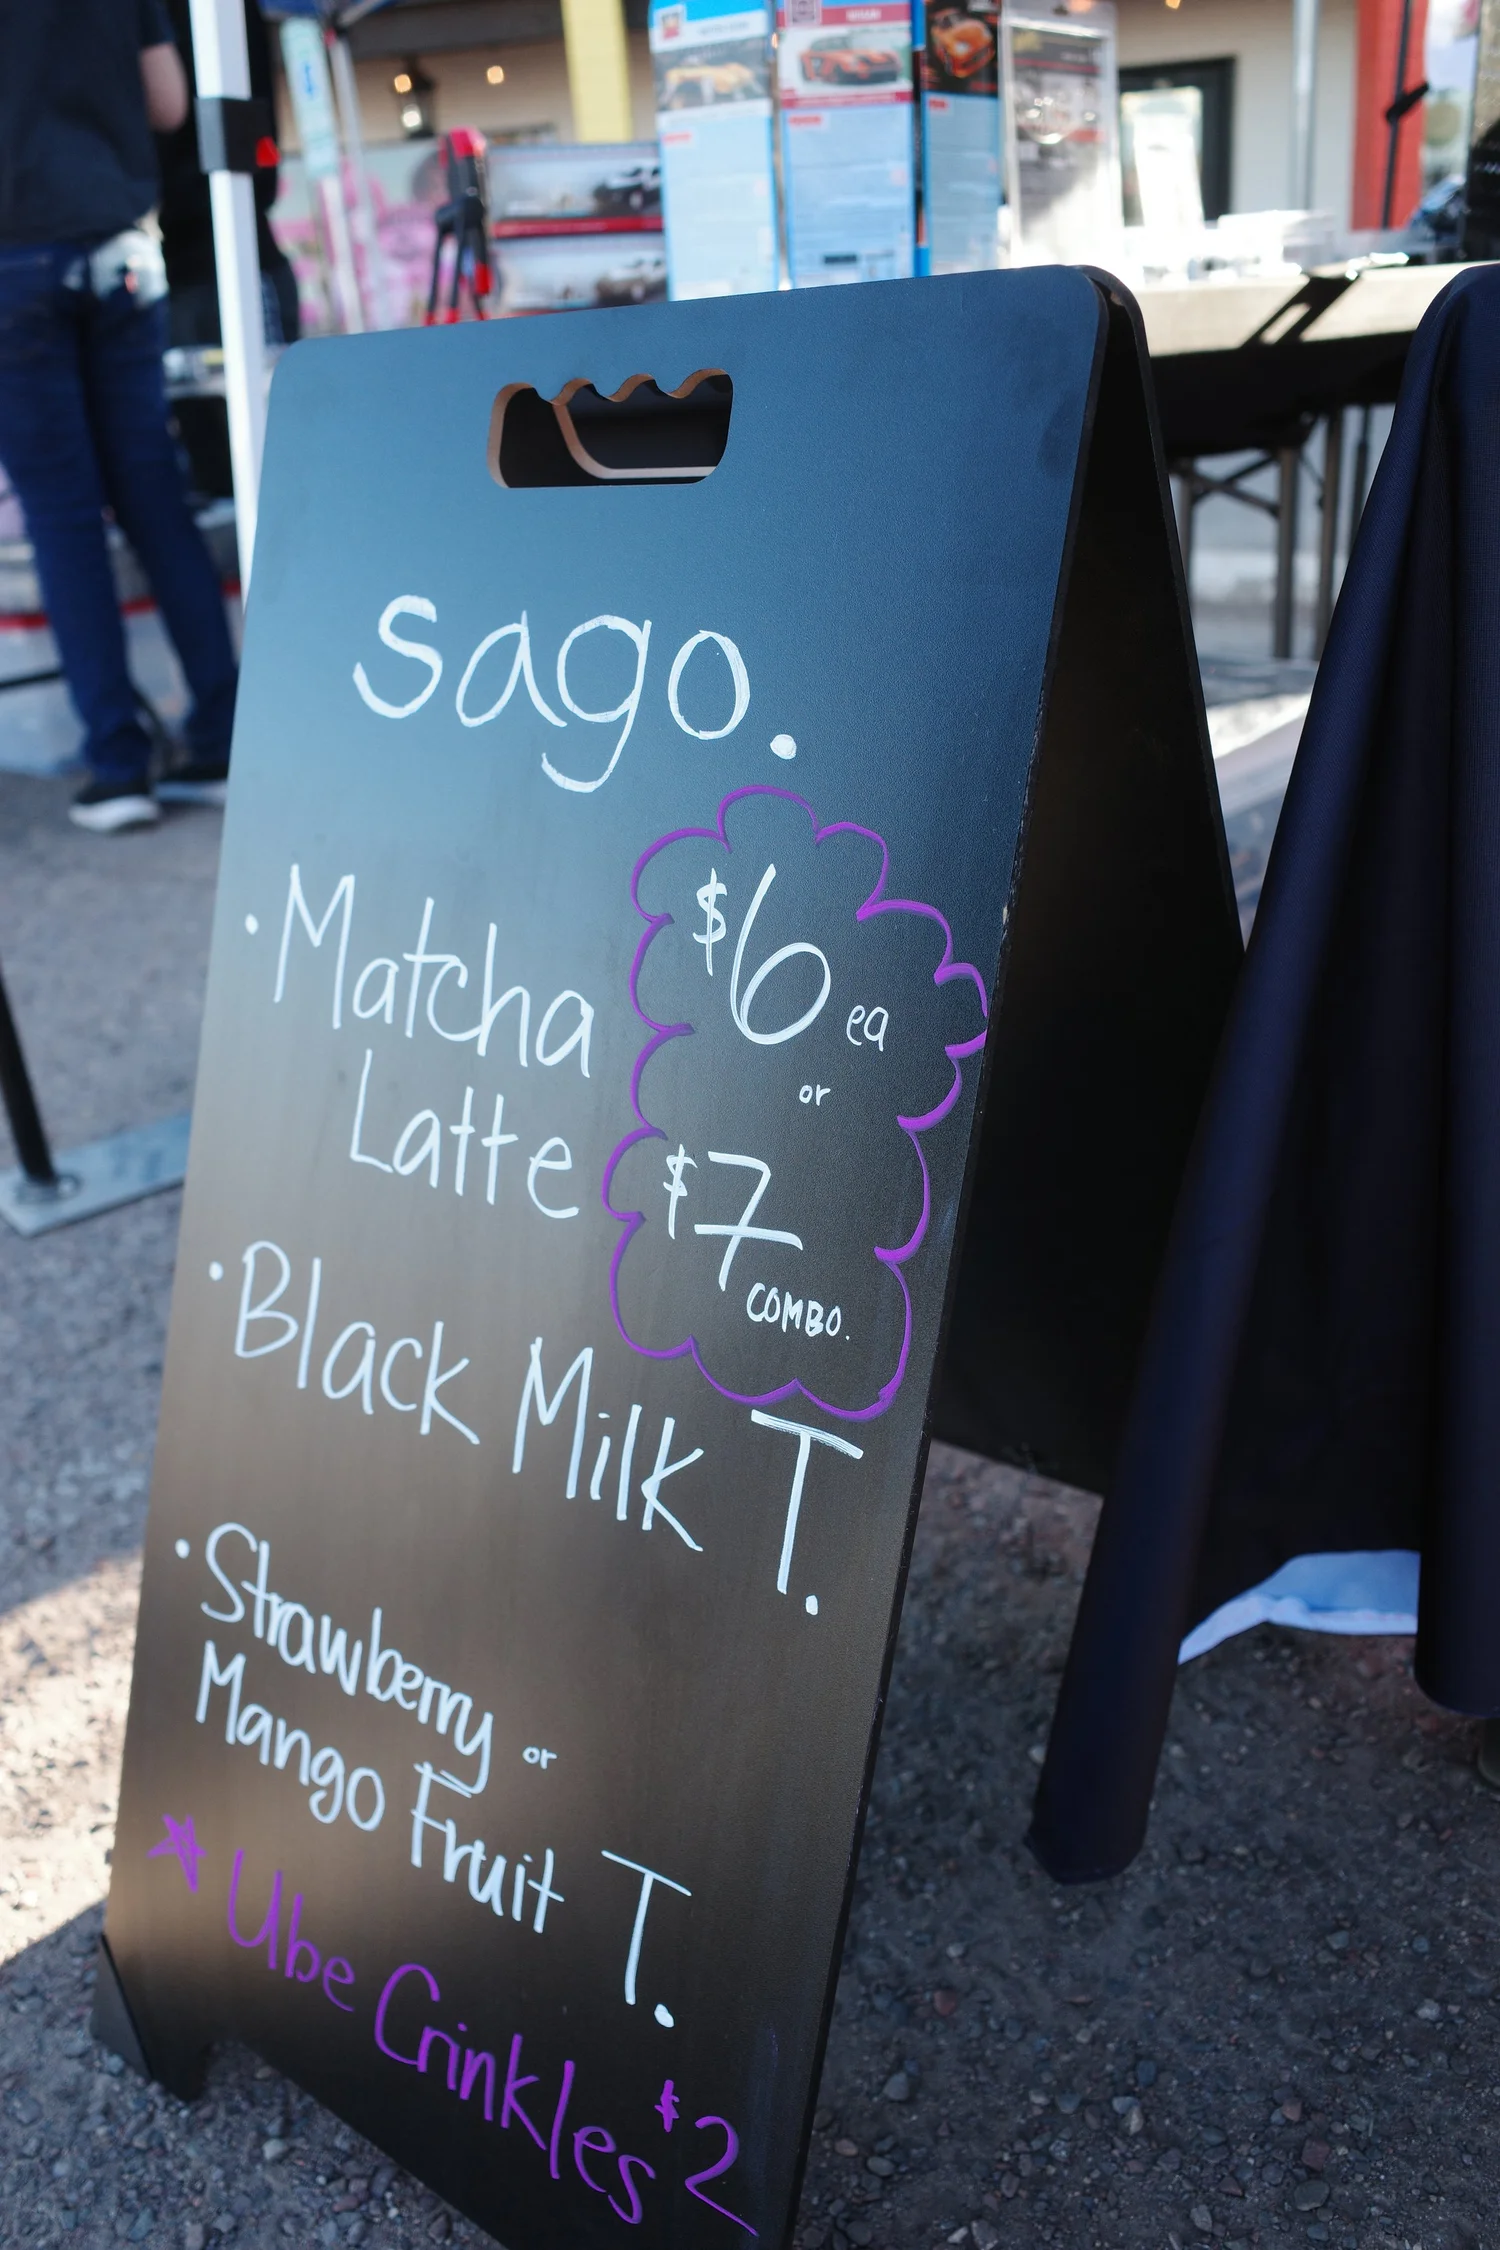 sago.
• Matcha
Latte
$6 ea
or
$7
COMBO.
• Black Milk T.
• Strawberry or
Mango Fruit T.
Ube Crinkles $2